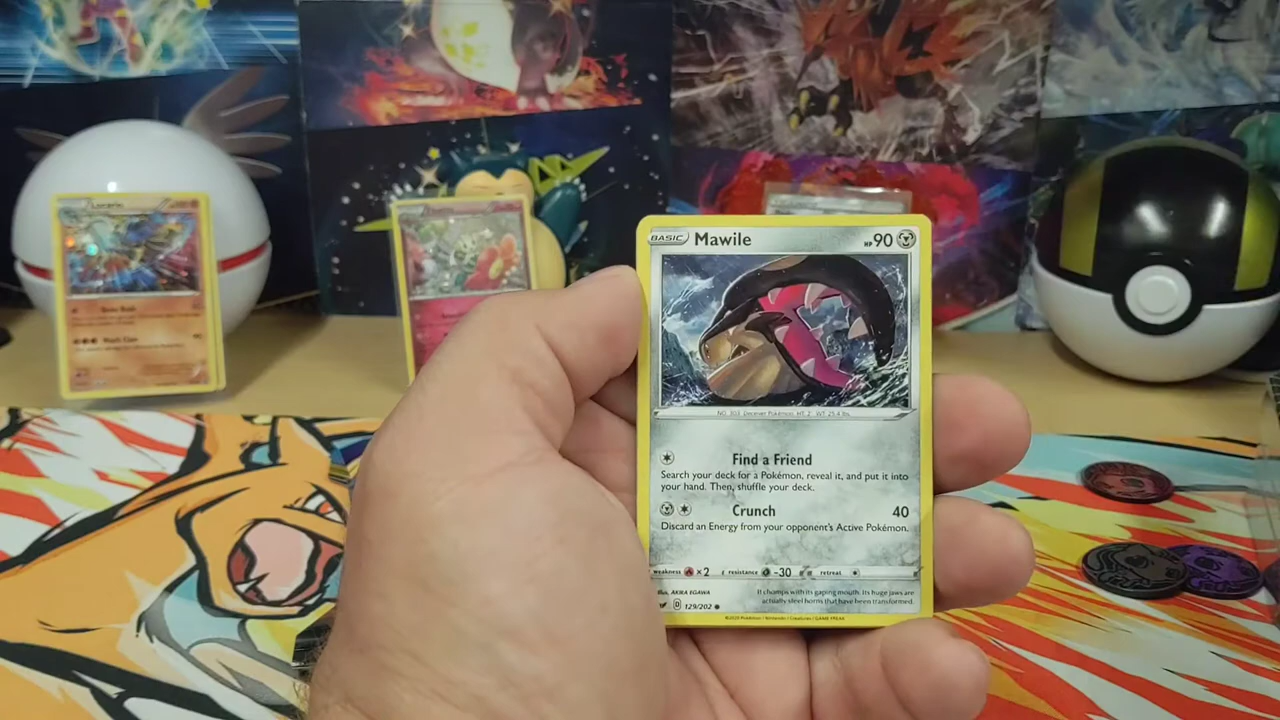 BASIC Mawile HP 90
NO. 303 Deceiver Pokémon HT: 2' WT: 25.4 lbs.
Find a Friend
Search your deck for a Pokémon, reveal it, and put it into
your hand. Then, shuffle your deck.
Crunch 40
Discard an Energy from your opponent's Active Pokémon.
weakness ×2 resistance -30 retreat
Illus. AKIRA EGAWA
It chomps with its gaping mouth. Its huge jaws are
actually steel horns that have been transformed.
D 129/202
©2020 Pokémon / Nintendo / Creatures / GAME FREAK
Lucario